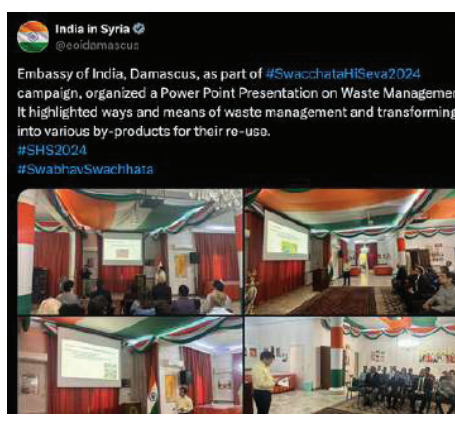 India in Syria
@eoidamascus
Embassy of India, Damascus, as part of #SwacchataHiSeva2024
campaign, organized a Power Point Presentation on Waste Manageme
It highlighted ways and means of waste management and transforming
into various by-products for their re-use.
#SHS2024
#SwabhavSwachhata